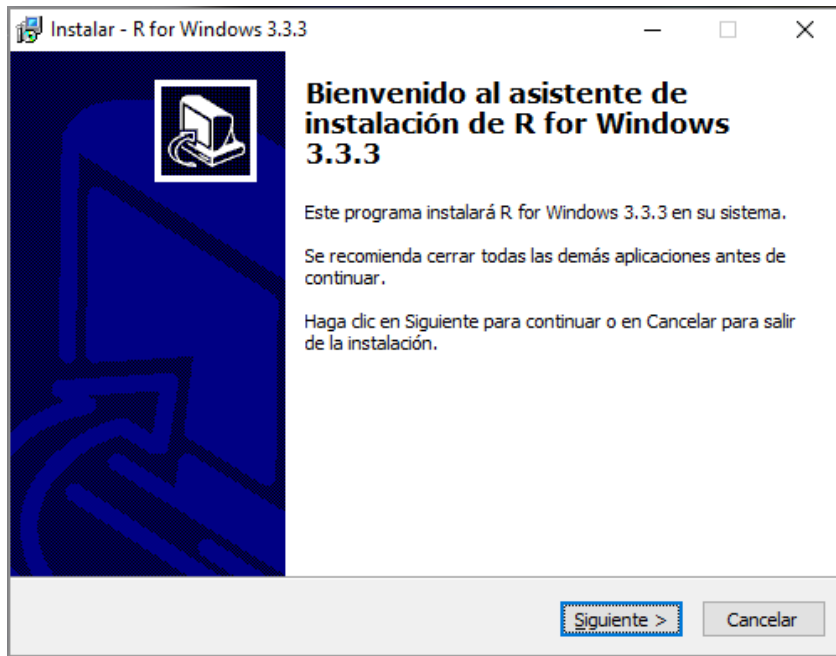 Instalar - R for Windows 3.3.3
Bienvenido al asistente de
instalación de R for Windows
3.3.3
Este programa instalará R for Windows 3.3.3 en su sistema.
Se recomienda cerrar todas las demás aplicaciones antes de
continuar.
Haga clic en Siguiente para continuar o en Cancelar para salir
de la instalación.
Siguiente > Cancelar